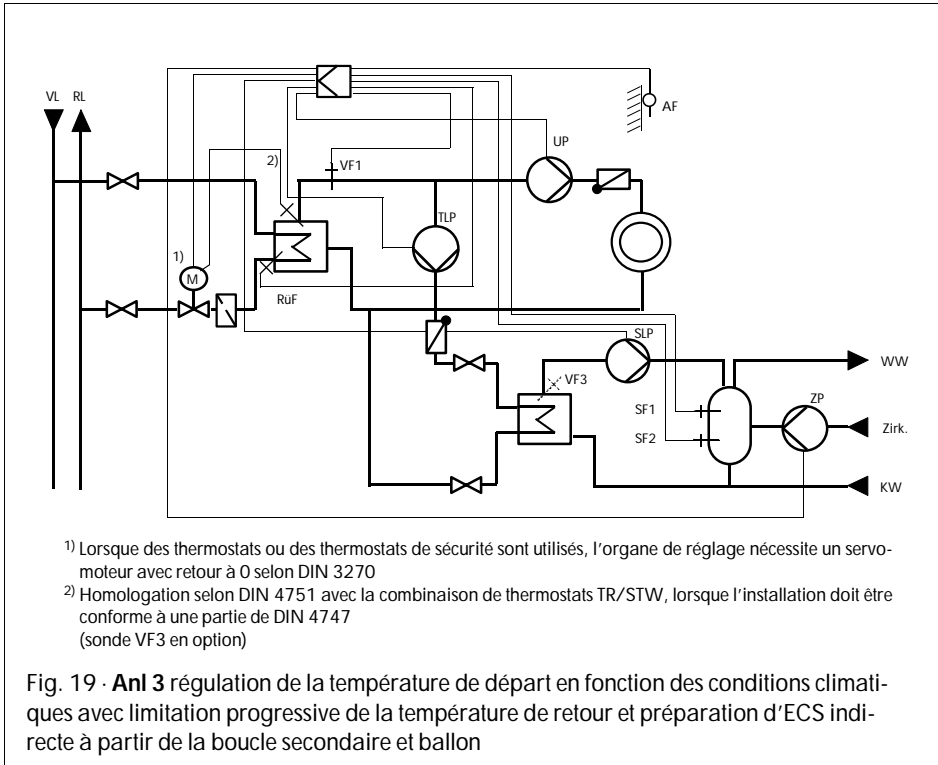 VL RL
AF
UP
2)
VF1
TLP
1)
M
RüF
SLP
VF3
WW
ZP
SF1
Zirk.
SF2
KW
1) Lorsque des thermostats ou des thermostats de sécurité sont utilisés, l'organe de réglage nécessite un servo-
moteur avec retour à 0 selon DIN 3270
2) Homologation selon DIN 4751 avec la combinaison de thermostats TR/STW, lorsque l'installation doit être
conforme à une partie de DIN 4747
(sonde VF3 en option)
Fig. 19 · Anl 3 régulation de la température de départ en fonction des conditions climati-
ques avec limitation progressive de la température de retour et préparation d'ECS indi-
recte à partir de la boucle secondaire et ballon